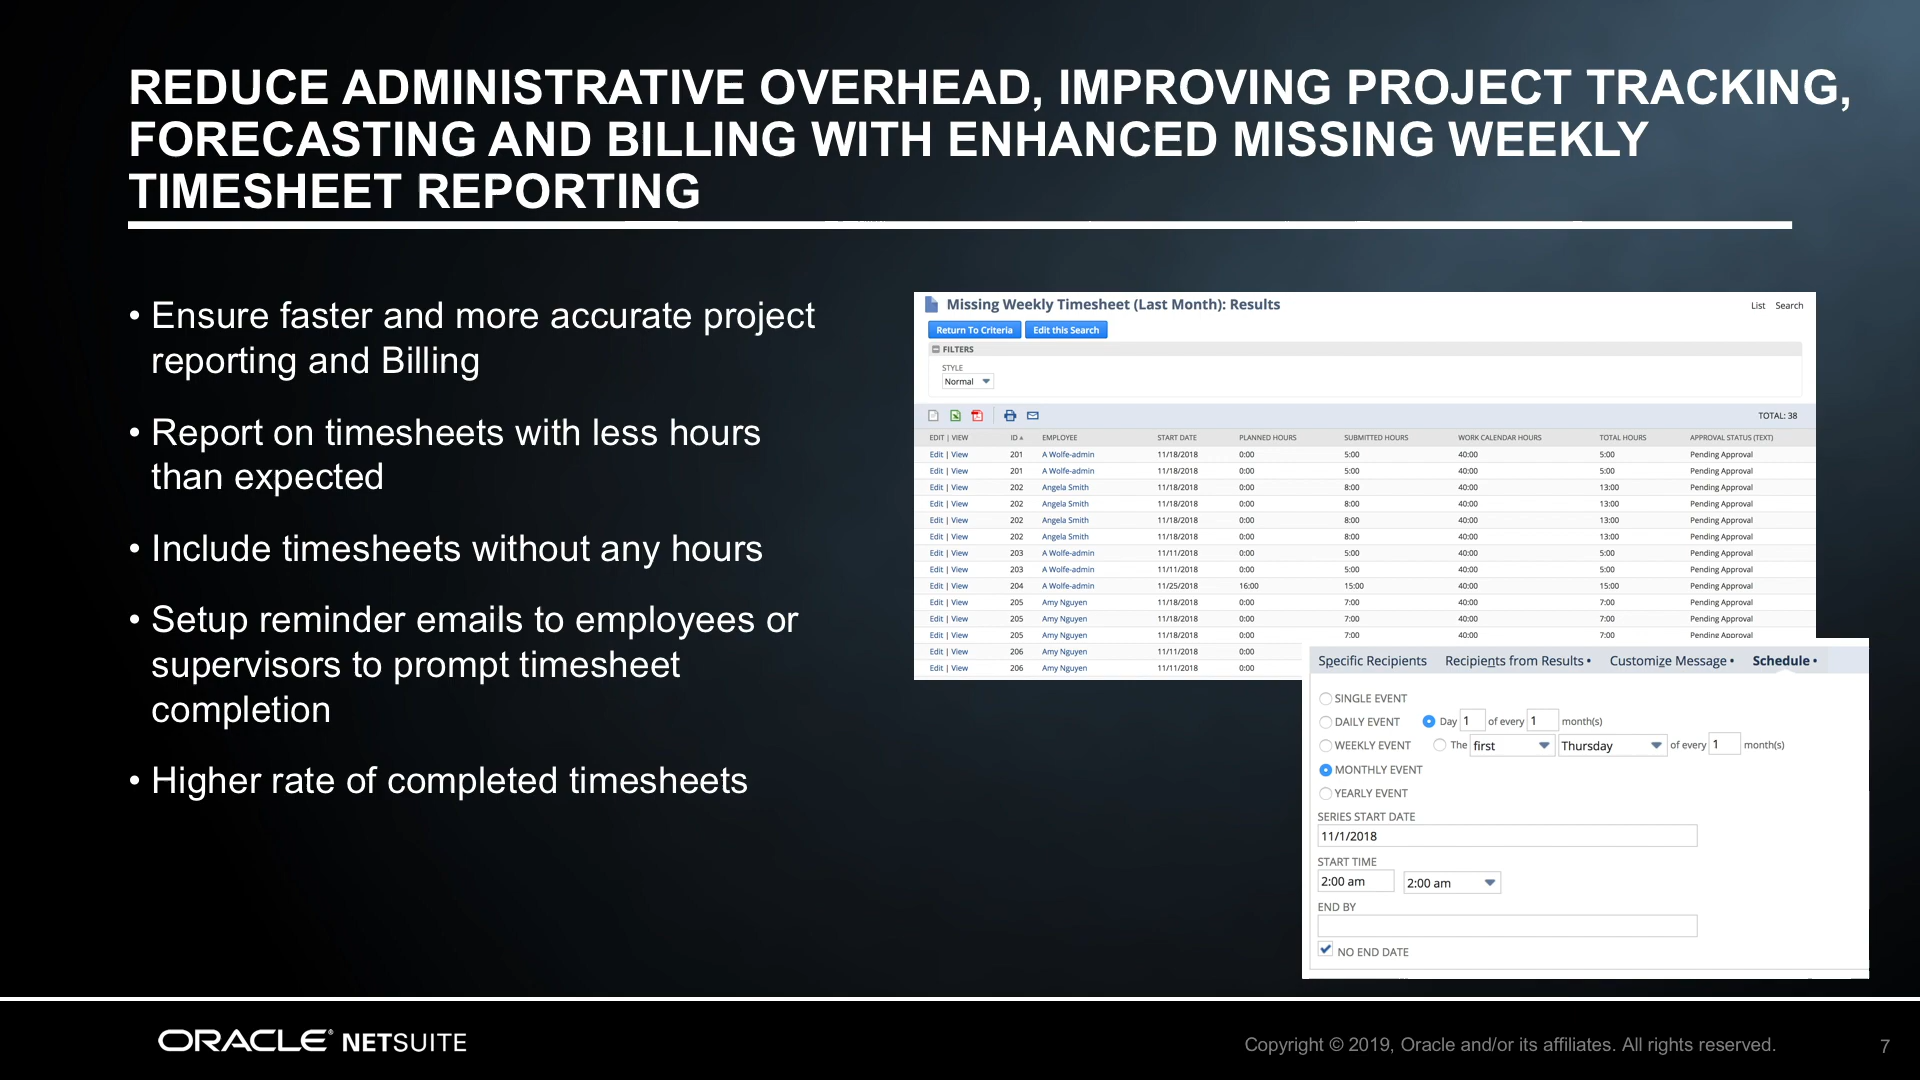 REDUCE ADMINISTRATIVE OVERHEAD, IMPROVING PROJECT TRACKING,
FORECASTING AND BILLING WITH ENHANCED MISSING WEEKLY
TIMESHEET REPORTING
• Ensure faster and more accurate project
reporting and Billing
• Report on timesheets with less hours
than expected
• Include timesheets without any hours
• Setup reminder emails to employees or
supervisors to prompt timesheet
completion
• Higher rate of completed timesheets
Missing Weekly Timesheet (Last Month): Results List Search
Return To Criteria Edit this Search
FILTERS
STYLE
Normal
TOTAL: 38
EDIT | VIEW ID EMPLOYEE START DATE PLANNED HOURS SUBMITTED HOURS WORK CALENDAR HOURS TOTAL HOURS APPROVAL STATUS (TEXT)
Edit | View 201 A Wolfe-admin 11/18/2018 0:00 5:00 40:00 5:00 Pending Approval
Edit | View 201 A Wolfe-admin 11/18/2018 0:00 5:00 40:00 5:00 Pending Approval
Edit | View 202 Angela Smith 11/18/2018 0:00 8:00 40:00 13:00 Pending Approval
Edit | View 202 Angela Smith 11/18/2018 0:00 8:00 40:00 13:00 Pending Approval
Edit | View 202 Angela Smith 11/18/2018 0:00 8:00 40:00 13:00 Pending Approval
Edit | View 202 Angela Smith 11/18/2018 0:00 8:00 40:00 13:00 Pending Approval
Edit | View 203 A Wolfe-admin 11/11/2018 0:00 5:00 40:00 5:00 Pending Approval
Edit | View 203 A Wolfe-admin 11/11/2018 0:00 5:00 40:00 5:00 Pending Approval
Edit | View 204 A Wolfe-admin 11/25/2018 16:00 15:00 40:00 15:00 Pending Approval
Edit | View 205 Amy Nguyen 11/18/2018 0:00 7:00 40:00 7:00 Pending Approval
Edit | View 205 Amy Nguyen 11/18/2018 0:00 7:00 40:00 7:00 Pending Approval
Edit | View 205 Amy Nguyen 11/18/2018 0:00 7:00 40:00 7:00 Pending Approval
Edit | View 206 Amy Nguyen 11/11/2018 0:00
Edit | View 206 Amy Nguyen 11/11/2018 0:00
Specific Recipients Recipients from Results • Customize Message • Schedule •
SINGLE EVENT
DAILY EVENT Day 1 of every 1 month(s)
WEEKLY EVENT The first Thursday of every 1 month(s)
MONTHLY EVENT
YEARLY EVENT
SERIES START DATE
11/1/2018
START TIME
2:00 am 2:00 am
END BY
NO END DATE
ORACLE® NETSUITE
Copyright © 2019, Oracle and/or its affiliates. All rights reserved. 7